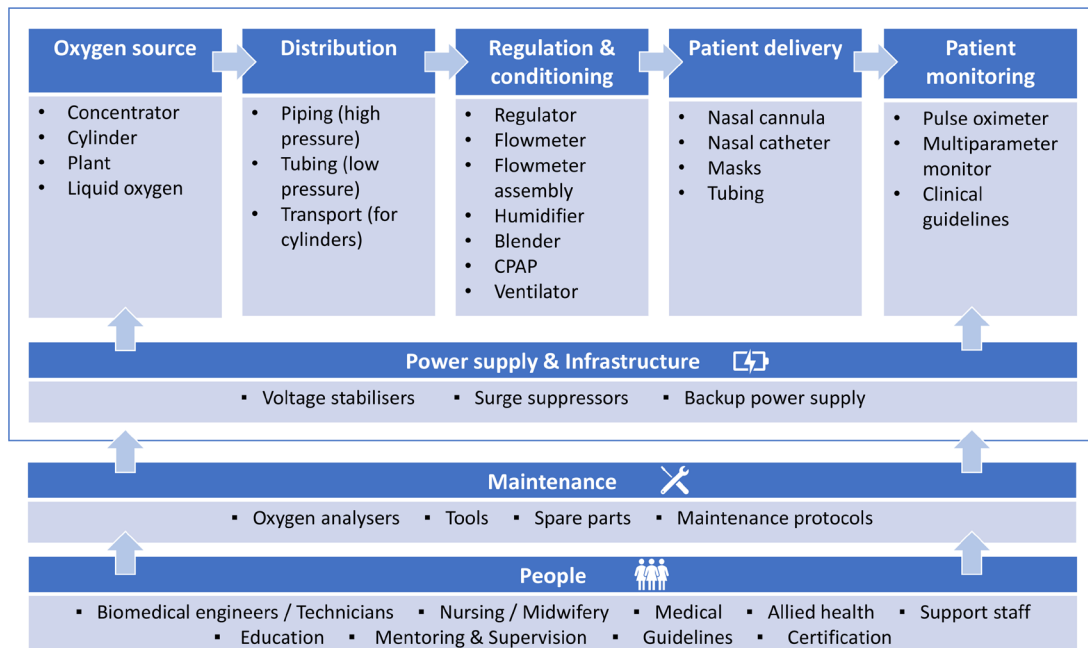 Oxygen source
• Concentrator
• Cylinder
• Plant
• Liquid oxygen
Distribution
• Piping (high
pressure)
• Tubing (low
pressure)
• Transport (for
cylinders)
Regulation &
conditioning
• Regulator
• Flowmeter
• Flowmeter
assembly
• Humidifier
• Blender
• CPAP
• Ventilator
Patient delivery
• Nasal cannula
• Nasal catheter
• Masks
• Tubing
Patient
monitoring
• Pulse oximeter
• Multiparameter
monitor
• Clinical
guidelines
Power supply & Infrastructure
▪ Voltage stabilisers ▪ Surge suppressors ▪ Backup power supply
Maintenance
▪ Oxygen analysers ▪ Tools ▪ Spare parts ▪ Maintenance protocols
People
▪ Biomedical engineers / Technicians ▪ Nursing / Midwifery ▪ Medical ▪ Allied health ▪ Support staff
▪ Education ▪ Mentoring & Supervision ▪ Guidelines ▪ Certification